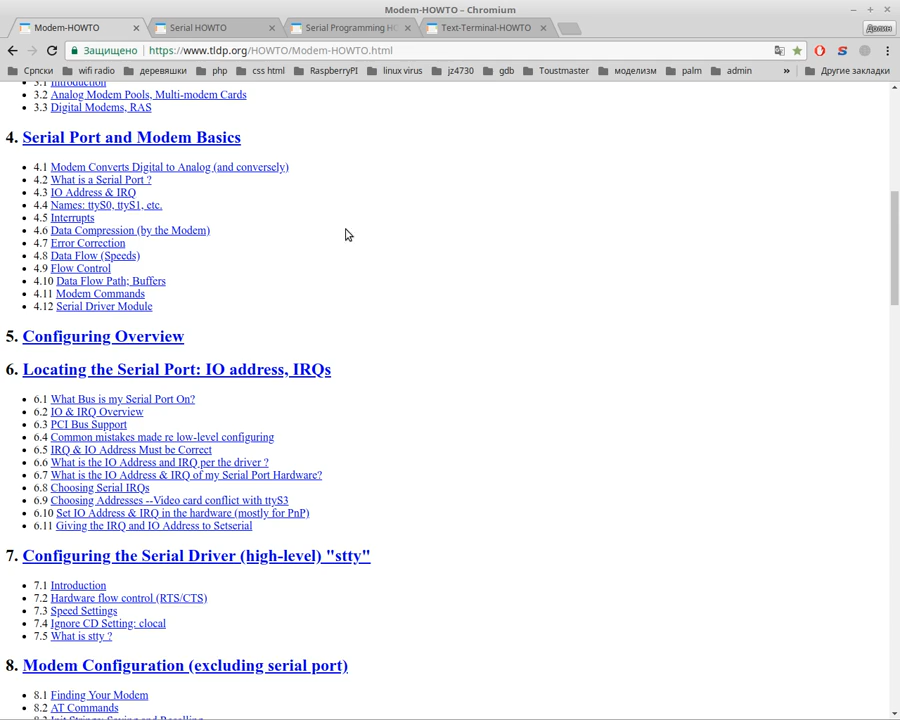 Modem-HOWTO - Chromium
Modem-HOWTO
Serial HOWTO
Serial Programming HO
Text-Terminal-HOWTO
Долин
Защищено
https://www.tldp.org/HOWTO/Modem-HOWTO.html
Српски
wifi radio
деревяшки
php
css html
RaspberryPI
linux virus
jz4730
gdb
Toustmaster
моделизм
palm
admin
»
Другие закладки
3.1 Introduction
3.2 Analog Modem Pools, Multi-modem Cards
3.3 Digital Modems, RAS
4. Serial Port and Modem Basics
4.1 Modem Converts Digital to Analog (and conversely)
4.2 What is a Serial Port ?
4.3 IO Address & IRQ
4.4 Names: ttyS0, ttyS1, etc.
4.5 Interrupts
4.6 Data Compression (by the Modem)
4.7 Error Correction
4.8 Data Flow (Speeds)
4.9 Flow Control
4.10 Data Flow Path; Buffers
4.11 Modem Commands
4.12 Serial Driver Module
5. Configuring Overview
6. Locating the Serial Port: IO address, IRQs
6.1 What Bus is my Serial Port On?
6.2 IO & IRQ Overview
6.3 PCI Bus Support
6.4 Common mistakes made re low-level configuring
6.5 IRQ & IO Address Must be Correct
6.6 What is the IO Address and IRQ per the driver ?
6.7 What is the IO Address & IRQ of my Serial Port Hardware?
6.8 Choosing Serial IRQs
6.9 Choosing Addresses --Video card conflict with ttyS3
6.10 Set IO Address & IRQ in the hardware (mostly for PnP)
6.11 Giving the IRQ and IO Address to Setserial
7. Configuring the Serial Driver (high-level) "stty"
7.1 Introduction
7.2 Hardware flow control (RTS/CTS)
7.3 Speed Settings
7.4 Ignore CD Setting: clocal
7.5 What is stty ?
8. Modem Configuration (excluding serial port)
8.1 Finding Your Modem
8.2 AT Commands
8.3 Init Strings: Saving and Recalling